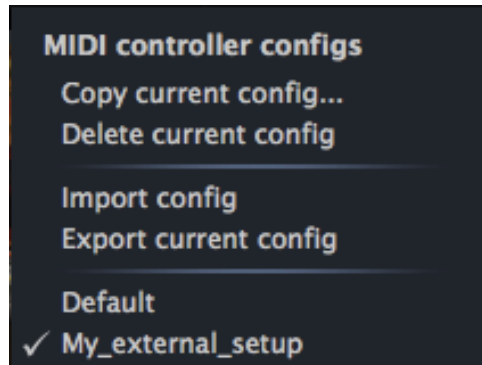 MIDI controller configs
Copy current config...
Delete current config
Import config
Export current config
Default
✓ My_external_setup